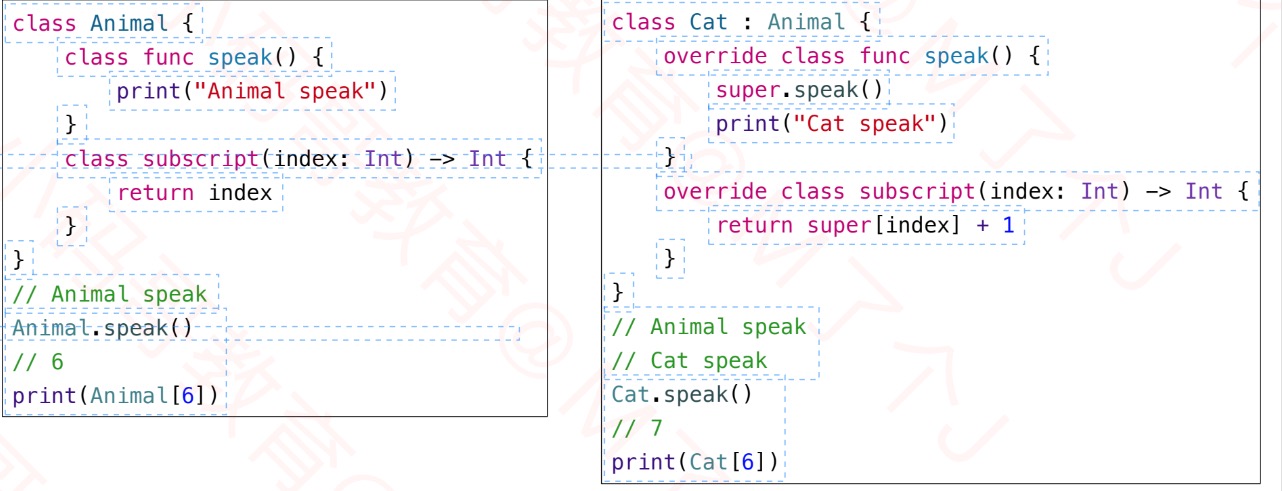 class Animal {
    class func speak() {
        print("Animal speak")
    }
    class subscript(index: Int) -> Int {
        return index
    }
}
// Animal speak
Animal.speak()
// 6
print(Animal[6])
class Cat : Animal {
    override class func speak() {
        super.speak()
        print("Cat speak")
    }
    override class subscript(index: Int) -> Int {
        return super[index] + 1
    }
}
// Animal speak
// Cat speak
Cat.speak()
// 7
print(Cat[6])